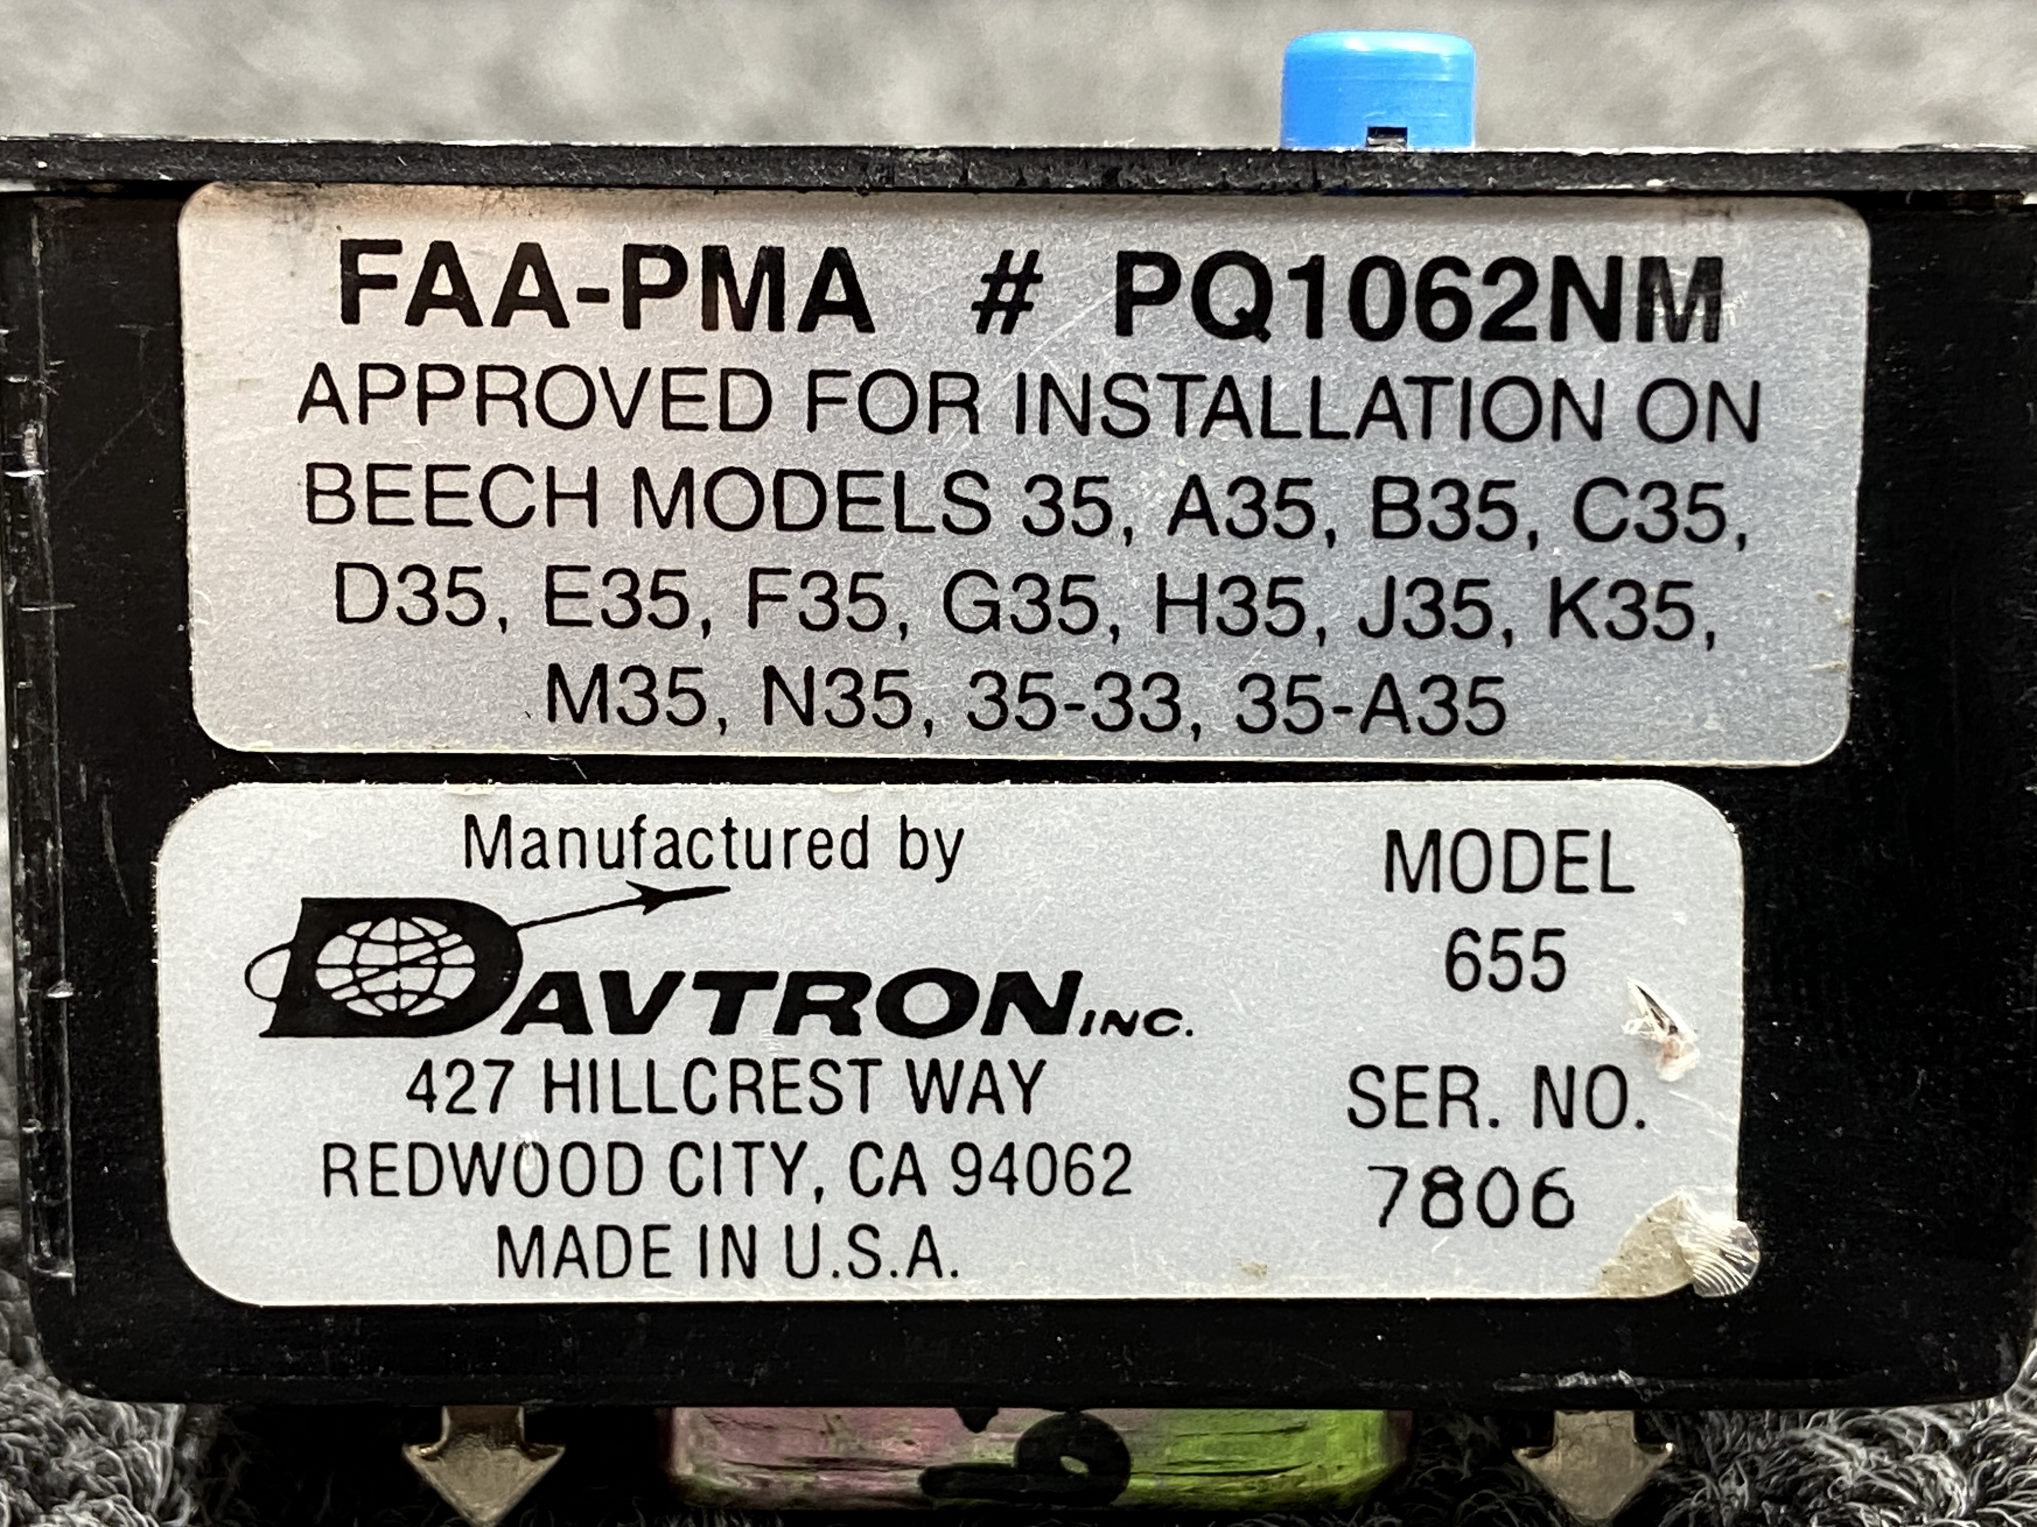 FAA-PMA # PQ1062NM
APPROVED FOR INSTALLATION ON
BEECH MODELS 35, A35, B35, C35,
D35, E35, F35, G35, H35, J35, K35,
M35, N35, 35-33, 35-A35
Manufactured by
DAVTRON INC.
427 HILLCREST WAY
REDWOOD CITY, CA 94062
MADE IN U.S.A.
MODEL
655
SER. NO.
7806